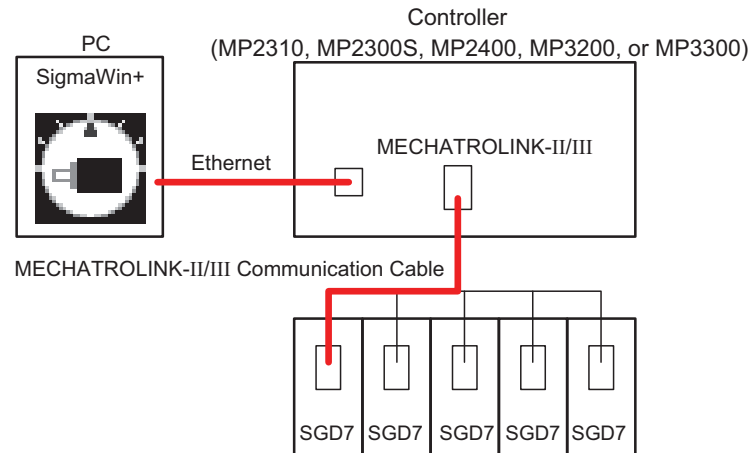 Controller
(MP2310, MP2300S, MP2400, MP3200, or MP3300)
PC
SigmaWin+
MECHATROLINK-II/III
Ethernet
MECHATROLINK-II/III Communication Cable
SGD7 SGD7 SGD7 SGD7 SGD7